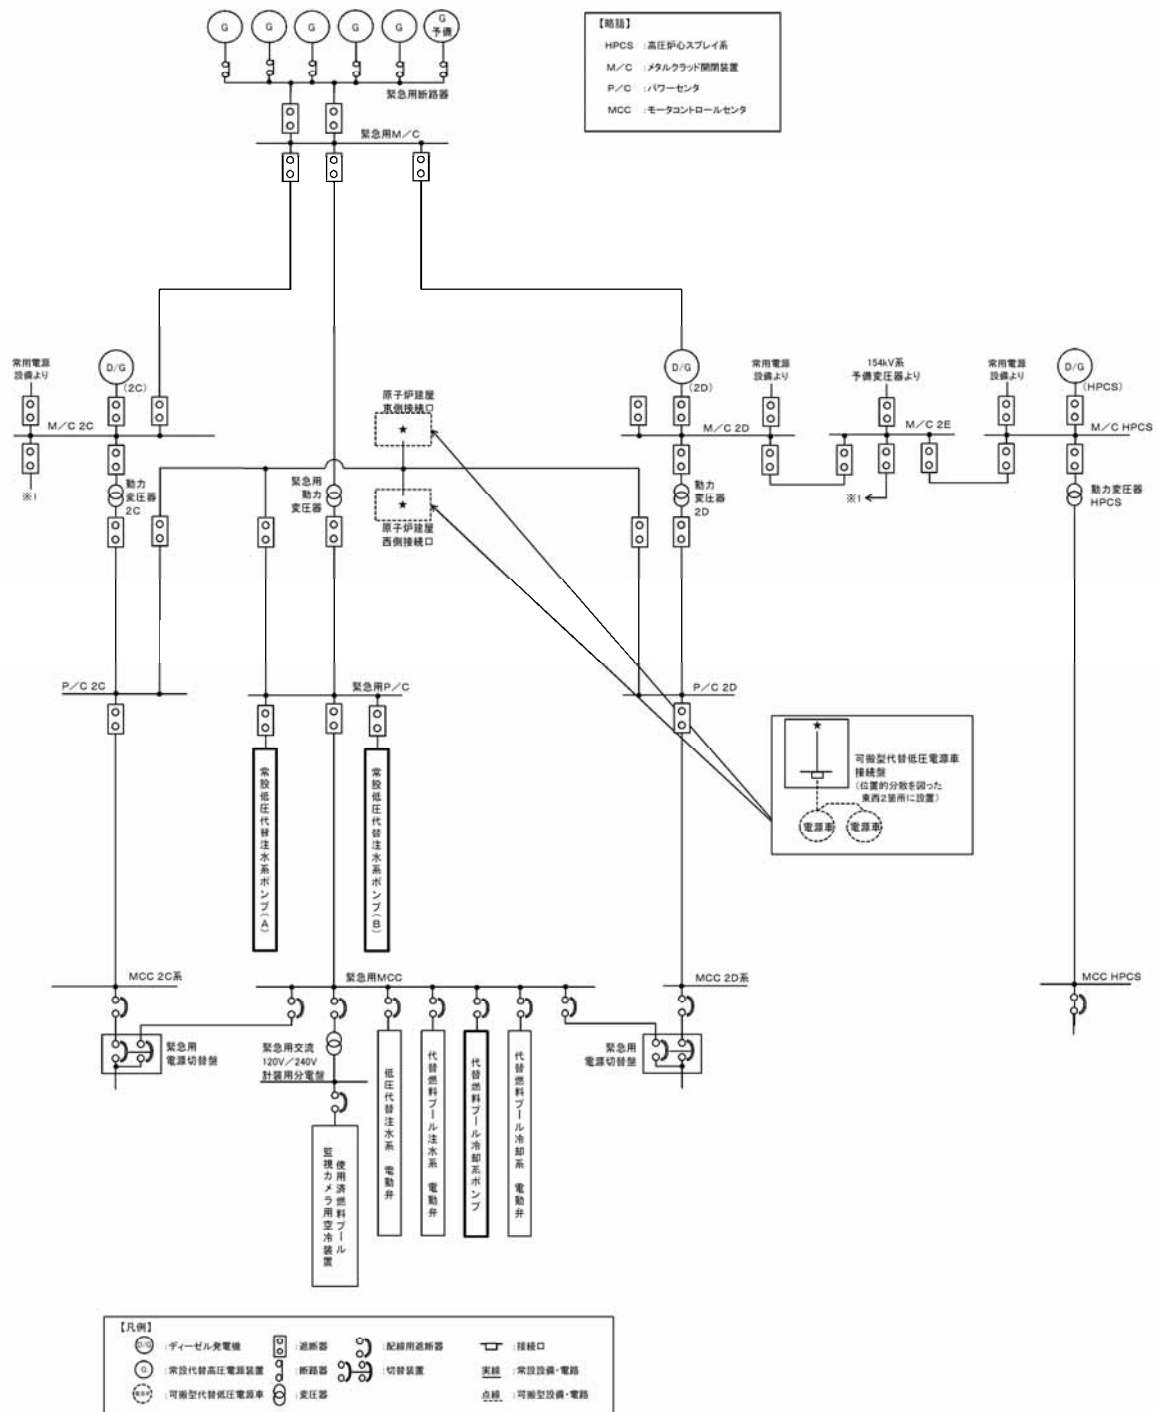 G
G
G
G
G
G
予備
緊急用断路器
緊急用M/C
【略語】
HPCS :高圧炉心スプレイ系
M/C :メタルクラッド開閉装置
P/C :パワーセンタ
MCC :モータコントロールセンタ
常用電源
設備より
D/G
(2C)
M/C 2C
※1
動力
変圧器
2C
原子炉建屋
東側接続口
★
★
原子炉建屋
西側接続口
緊急用
動力
変圧器
D/G
(2D)
M/C 2D
動力
変圧器
2D
常用電源
設備より
154kV系
予備変圧器より
M/C 2E
※1
常用電源
設備より
D/G
(HPCS)
M/C HPCS
動力変圧器
HPCS
P/C 2C
緊急用P/C
P/C 2D
常設低圧代替注水系ポンプ(A)
常設低圧代替注水系ポンプ(B)
★
可搬型代替低圧電源車
接続盤
(位置的分散を図った
東西2箇所に設置)
電源車
電源車
MCC 2C系
緊急用MCC
MCC 2D系
MCC HPCS
緊急用
電源切替盤
緊急用交流
120V/240V
計装用分電盤
緊急用
電源切替盤
使用済燃料プール
監視カメラ用空冷装置
低圧代替注水系 電動弁
代替燃料プール注水系 電動弁
代替燃料プール冷却系ポンプ
代替燃料プール冷却系 電動弁
【凡例】
D/G :ディーゼル発電機
:遮断器
:配線用遮断器
:接続口
G :常設代替高圧電源装置
:断路器
:切替装置
実線 :常設設備・電路
電源車 :可搬型代替低圧電源車
:変圧器
点線 :可搬型設備・電路